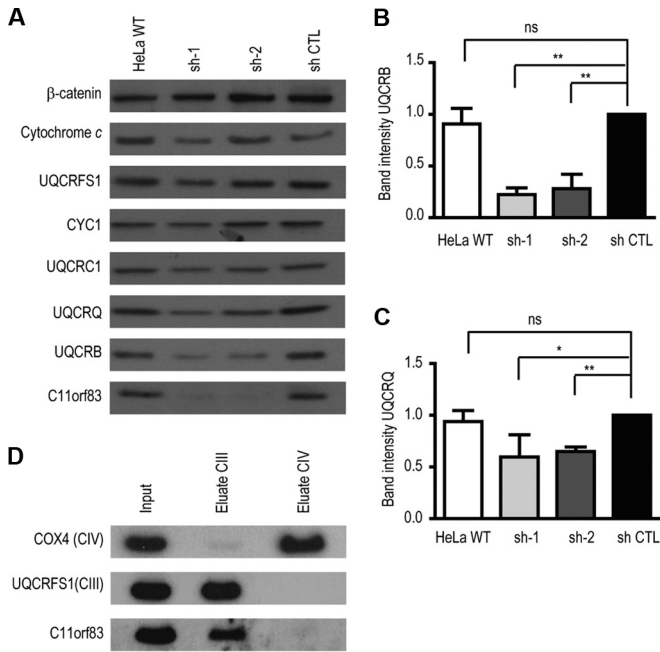 A
HeLa WT
sh-1
sh-2
sh CTL
β-catenin
Cytochrome c
UQCRFS1
CYC1
UQCRC1
UQCRQ
UQCRB
C11orf83
B
ns
**
**
Band intensity UQCRB
1.5
1.0
0.5
0.0
HeLa WT sh-1 sh-2 sh CTL
C
ns
*
**
Band intensity UQCRQ
1.5
1.0
0.5
0.0
HeLa WT sh-1 sh-2 sh CTL
D
Input
Eluate CIII
Eluate CIV
COX4 (CIV)
UQCRFS1(CIII)
C11orf83